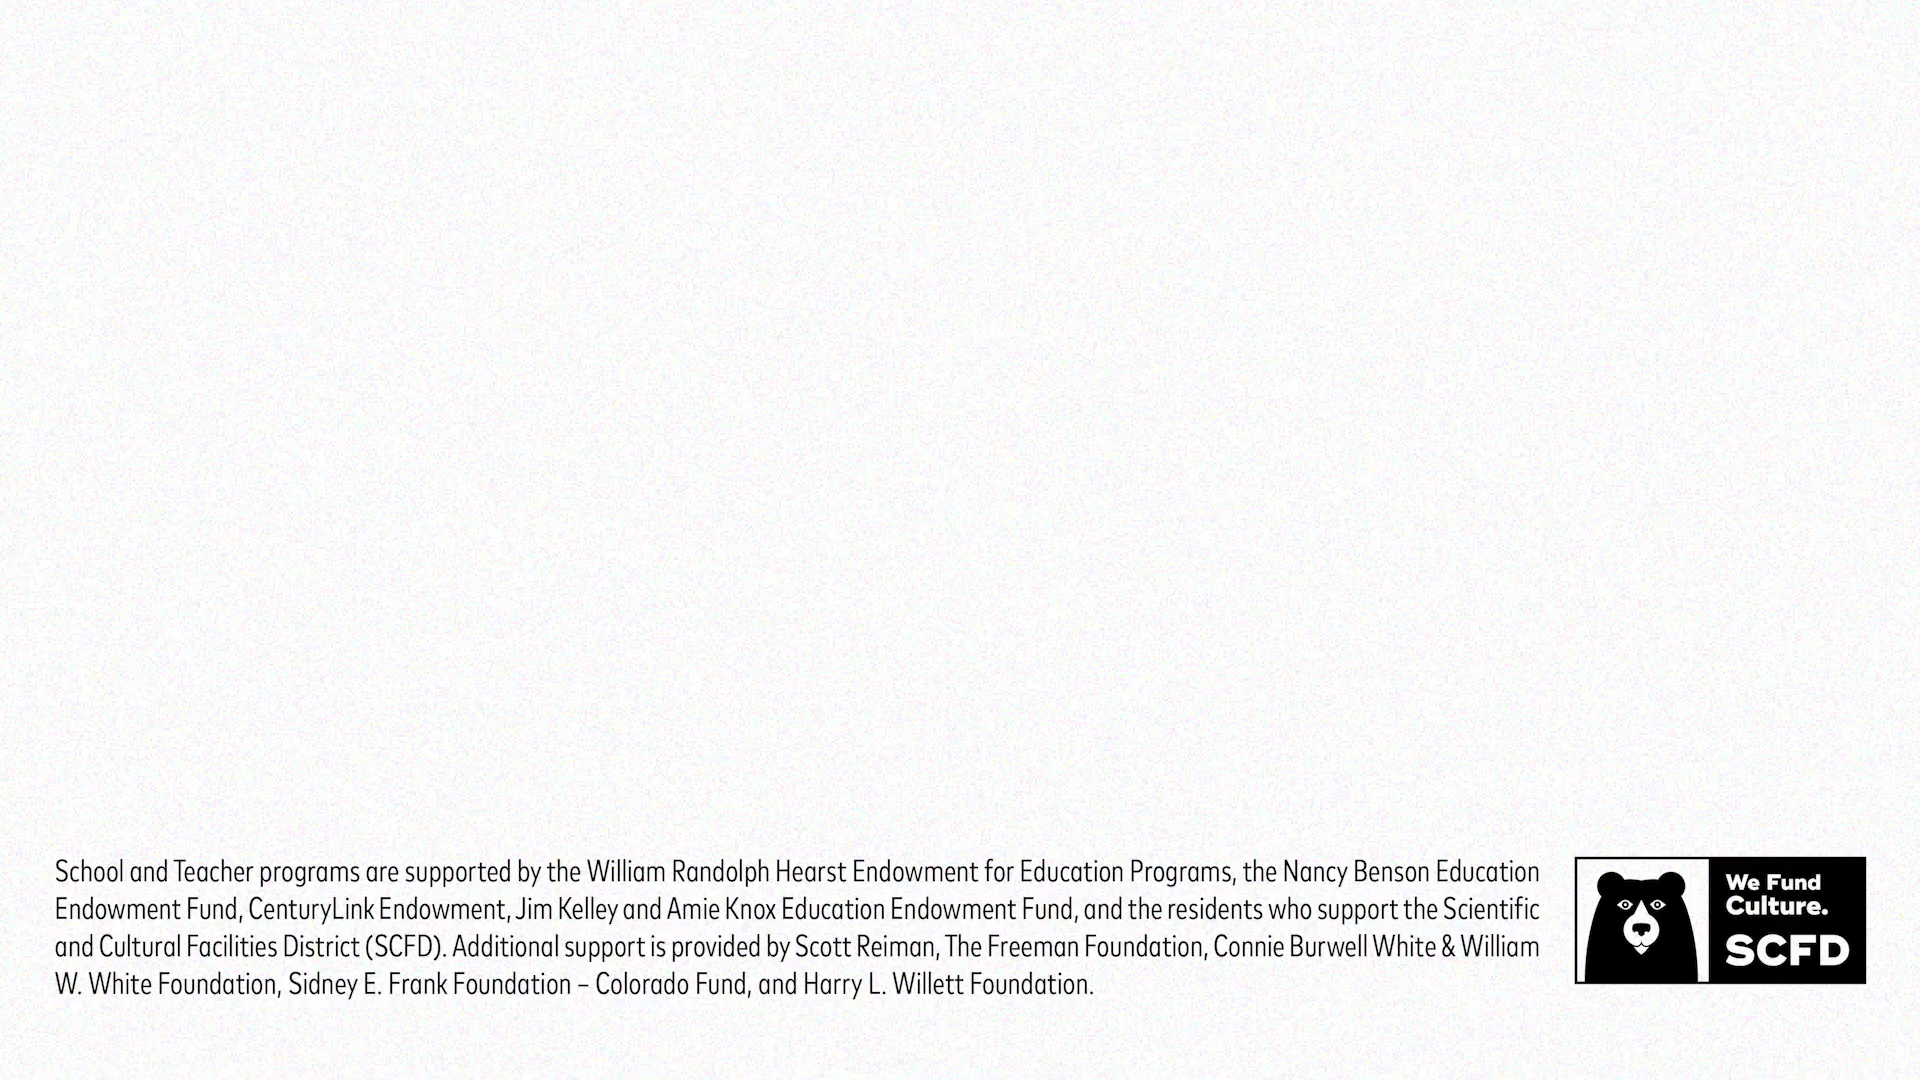 School and Teacher programs are supported by the William Randolph Hearst Endowment for Education Programs, the Nancy Benson Education
Endowment Fund, CenturyLink Endowment, Jim Kelley and Amie Knox Education Endowment Fund, and the residents who support the Scientific
and Cultural Facilities District (SCFD). Additional support is provided by Scott Reiman, The Freeman Foundation, Connie Burwell White & William
W. White Foundation, Sidney E. Frank Foundation – Colorado Fund, and Harry L. Willett Foundation.
We Fund
Culture.
SCFD